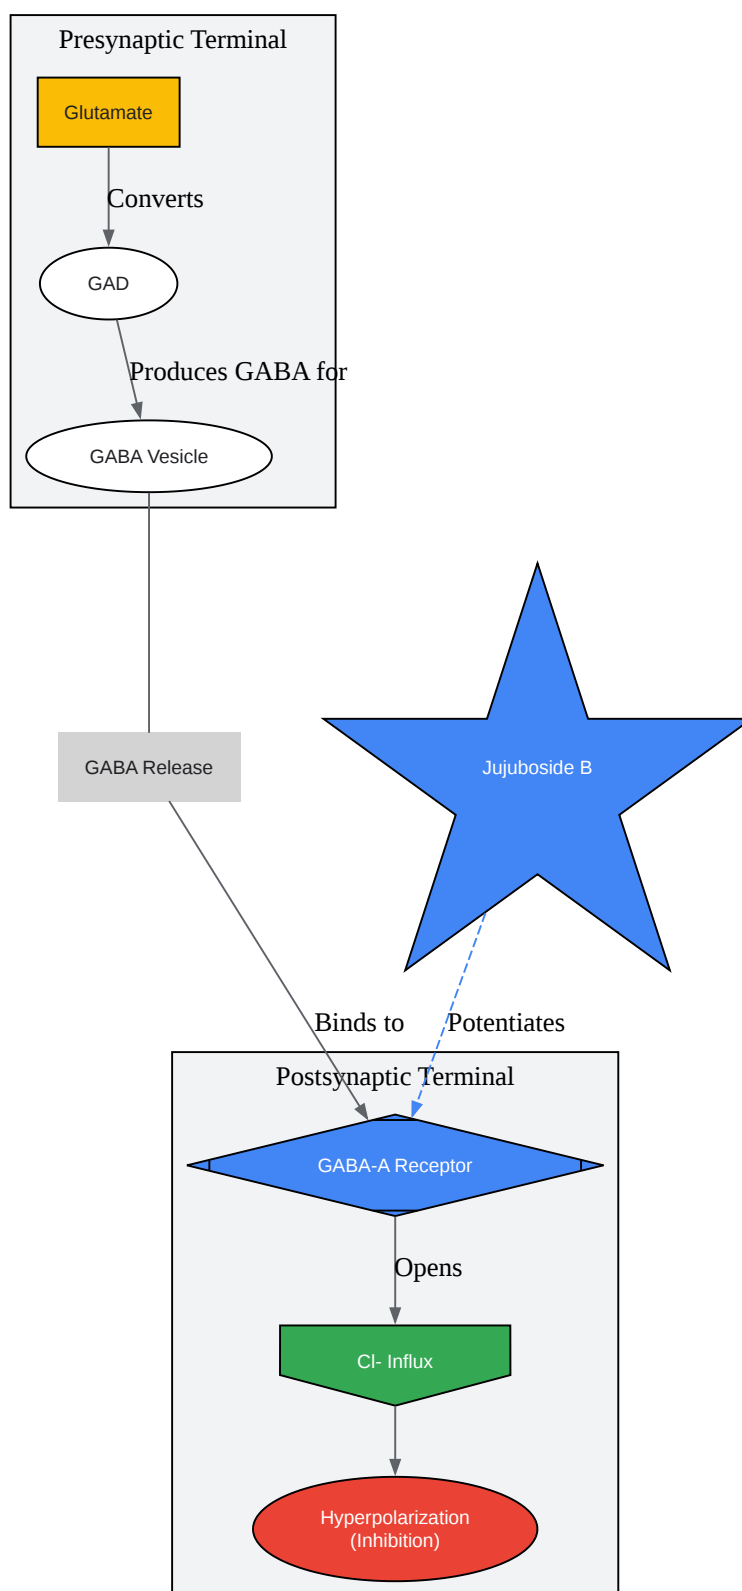 Presynaptic Terminal
Glutamate
Converts
GAD
Produces GABA for
GABA Vesicle
GABA Release
Jujuboside B
Binds to
Potentiates
Postsynaptic Terminal
GABA-A Receptor
Opens
Cl- Influx
Hyperpolarization
(Inhibition)